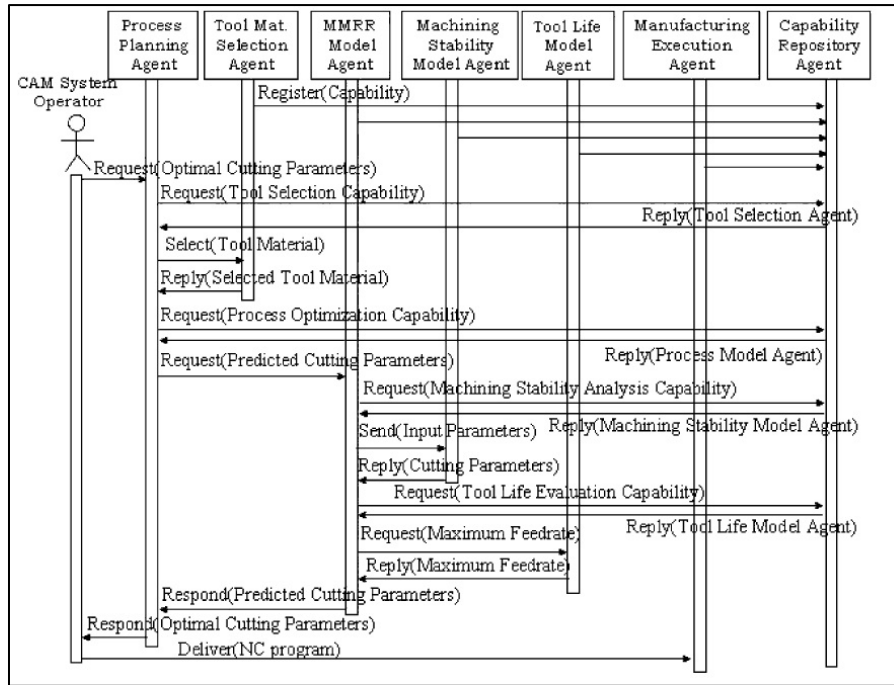 Process
Planning
Agent
Tool Mat.
Selection
Agent
MMRR
Model
Agent
Machining
Stability
Model Agent
Tool Life
Model
Agent
Manufacturing
Execution
Agent
Capability
Repository
Agent
CAM System
Operator
Register(Capability)
Request(Optimal Cutting Parameters)
Request(Tool Selection Capability)
Reply(Tool Selection Agent)
Select(Tool Material)
Reply(Selected Tool Material)
Request(Process Optimization Capability)
Reply(Process Model Agent)
Request(Predicted Cutting Parameters)
Request(Machining Stability Analysis Capability)
Reply(Machining Stability Model Agent)
Send(Input Parameters)
Reply(Cutting Parameters)
Request(Tool Life Evaluation Capability)
Reply(Tool Life Model Agent)
Request(Maximum Feedrate)
Reply(Maximum Feedrate)
Respond(Predicted Cutting Parameters)
Respond(Optimal Cutting Parameters)
Deliver(NC program)